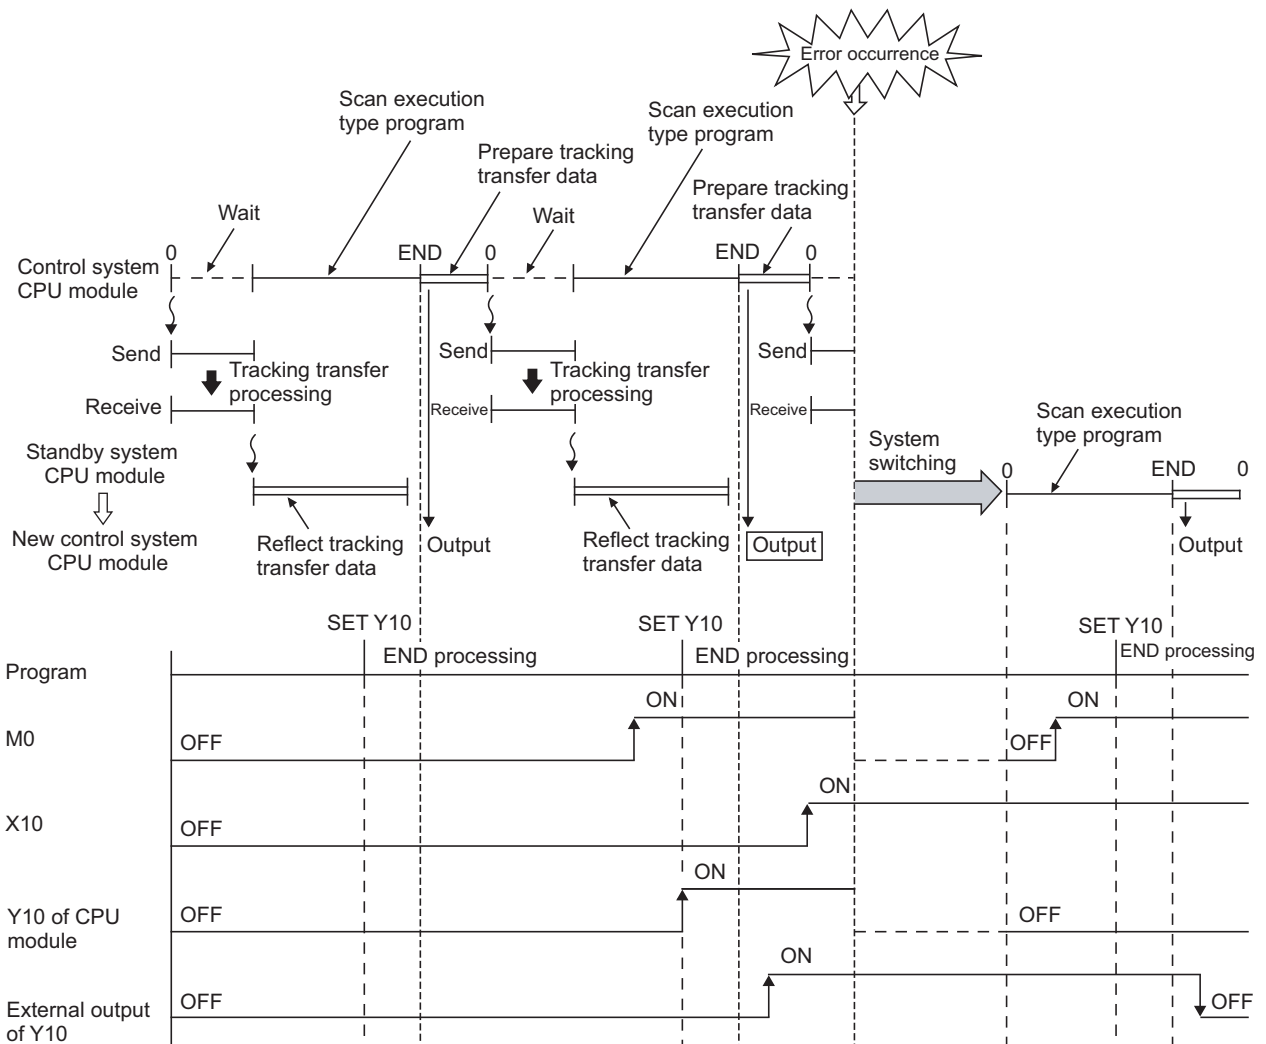 Error occurrence
Scan execution
type program
Scan execution
type program
Prepare tracking
transfer data
Prepare tracking
transfer data
Wait
Wait
0
END
0
END
0
Control system
CPU module
Send
Send
Send
Tracking transfer
processing
Tracking transfer
processing
Receive
Receive
Receive
Standby system
CPU module
New control system
CPU module
Reflect tracking
transfer data
Output
Reflect tracking
transfer data
Output
System
switching
Scan execution
type program
0
END
0
Output
SET Y10
SET Y10
SET Y10
Program
END processing
END processing
END processing
M0
OFF
ON
OFF
ON
X10
OFF
ON
Y10 of CPU
module
OFF
ON
OFF
External output
of Y10
OFF
ON
OFF